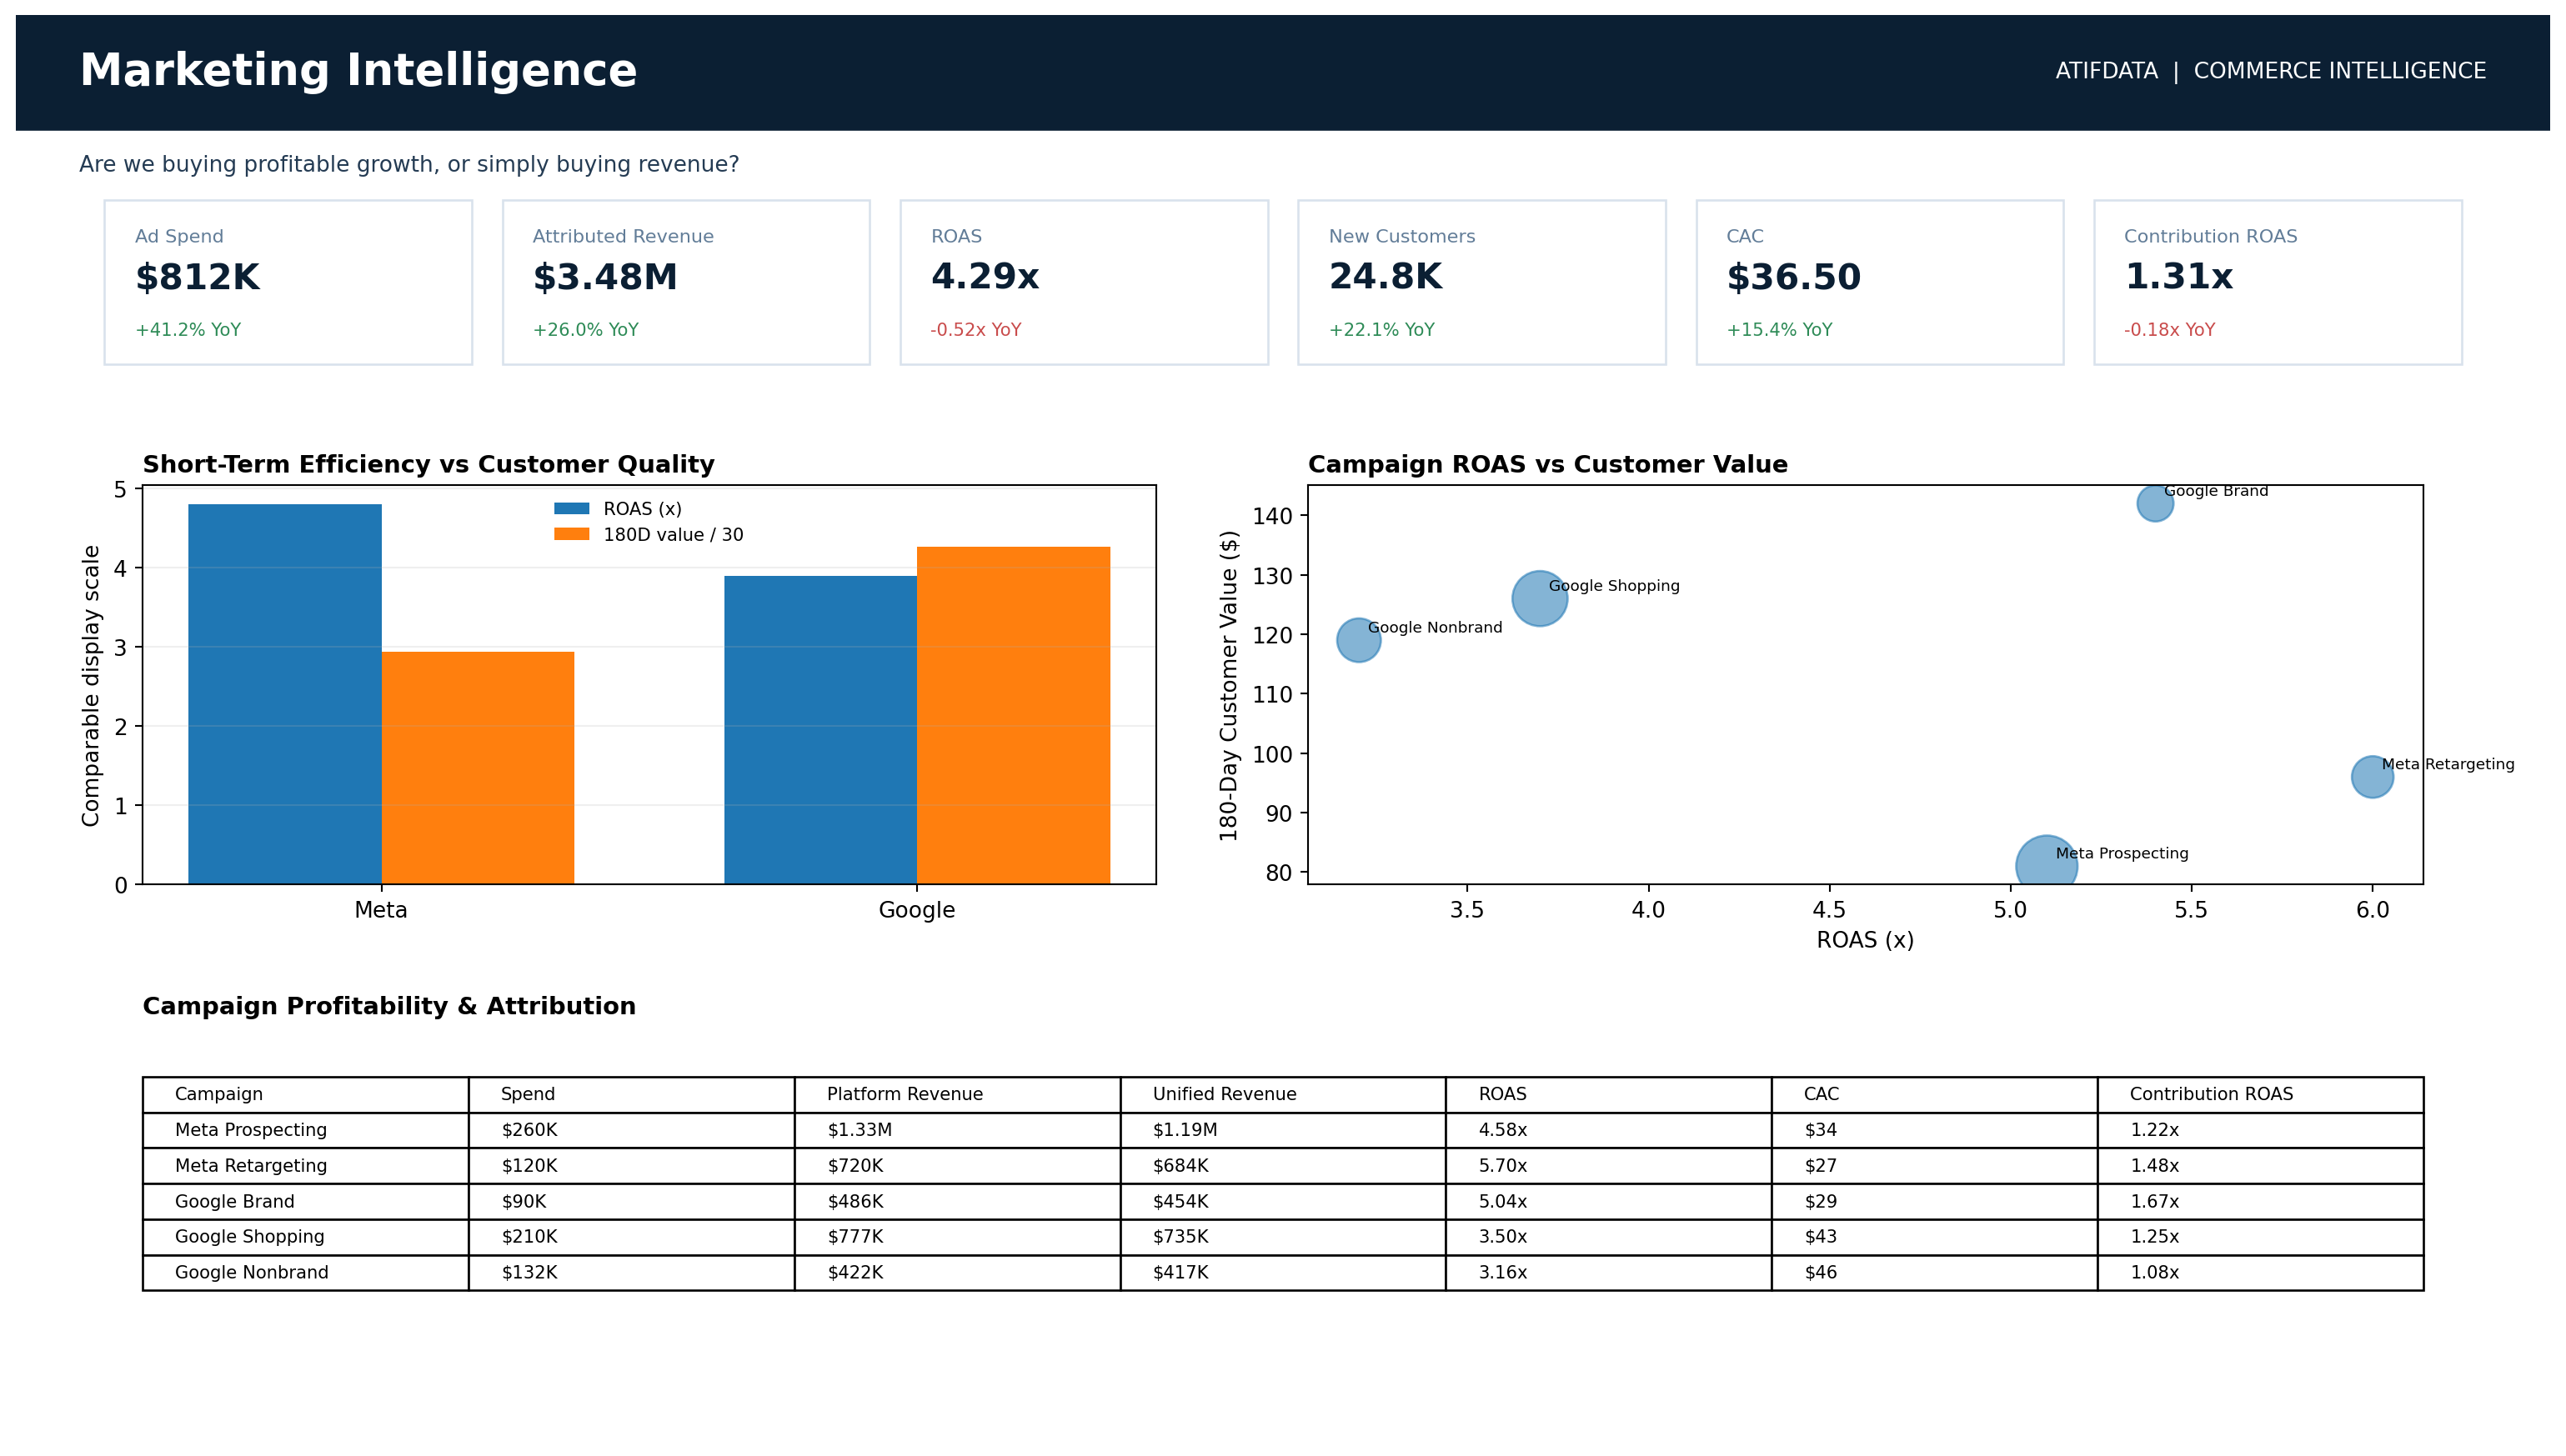 Marketing Intelligence
ATIFDATA | COMMERCE INTELLIGENCE
Are we buying profitable growth, or simply buying revenue?
Ad Spend
$812K
+41.2% YoY
Attributed Revenue
$3.48M
+26.0% YoY
ROAS
4.29x
-0.52x YoY
New Customers
24.8K
+22.1% YoY
CAC
$36.50
+15.4% YoY
Contribution ROAS
1.31x
-0.18x YoY
Short-Term Efficiency vs Customer Quality
Comparable display scale
5
4
3
2
1
0
ROAS (x)
180D value / 30
Meta
Google
Campaign ROAS vs Customer Value
180-Day Customer Value ($)
140
130
120
110
100
90
80
Google Brand
Google Shopping
Google Nonbrand
Meta Retargeting
Meta Prospecting
3.5
4.0
4.5
5.0
5.5
6.0
ROAS (x)
Campaign Profitability & Attribution
Campaign Spend Platform Revenue Unified Revenue ROAS CAC Contribution ROAS
Meta Prospecting $260K $1.33M $1.19M 4.58x $34 1.22x
Meta Retargeting $120K $720K $684K 5.70x $27 1.48x
Google Brand $90K $486K $454K 5.04x $29 1.67x
Google Shopping $210K $777K $735K 3.50x $43 1.25x
Google Nonbrand $132K $422K $417K 3.16x $46 1.08x